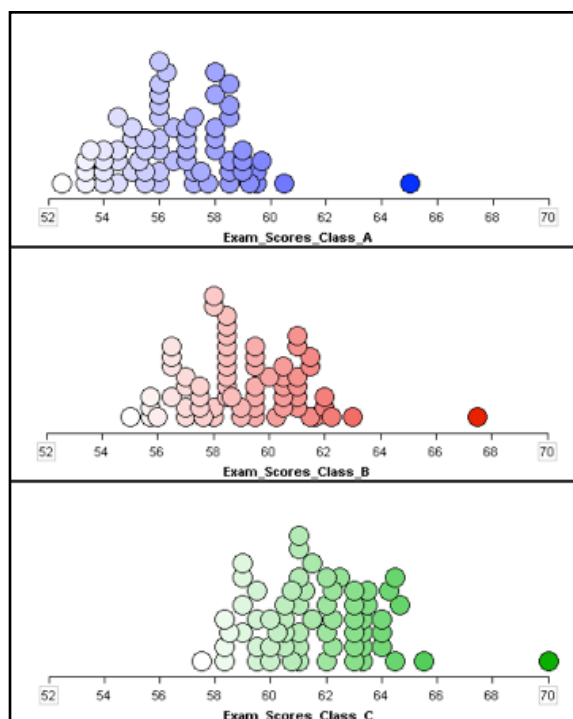 52 54 56 58 60 62 64 66 68 70
Exam_Scores_Class_A
52 54 56 58 60 62 64 66 68 70
Exam_Scores_Class_B
52 54 56 58 60 62 64 66 68 70
Exam_Scores_Class_C